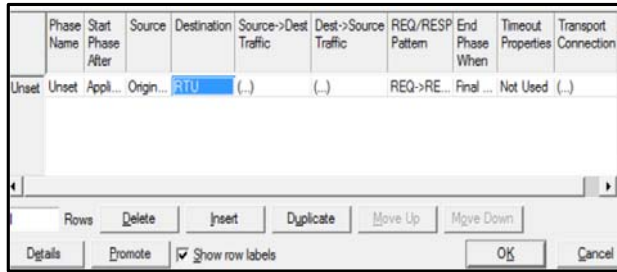 Phase Name Start Phase After Source Destination Source->Dest Traffic Dest->Source Traffic REQ/RESP Pattern End Phase When Timeout Properties Transport Connection
Unset Unset Appli... Origin... RTU (...) (...) REQ->RE... Final ... Not Used (...)
Rows Delete Insert Duplicate Move Up Move Down
Details Promote Show row labels OK Cancel